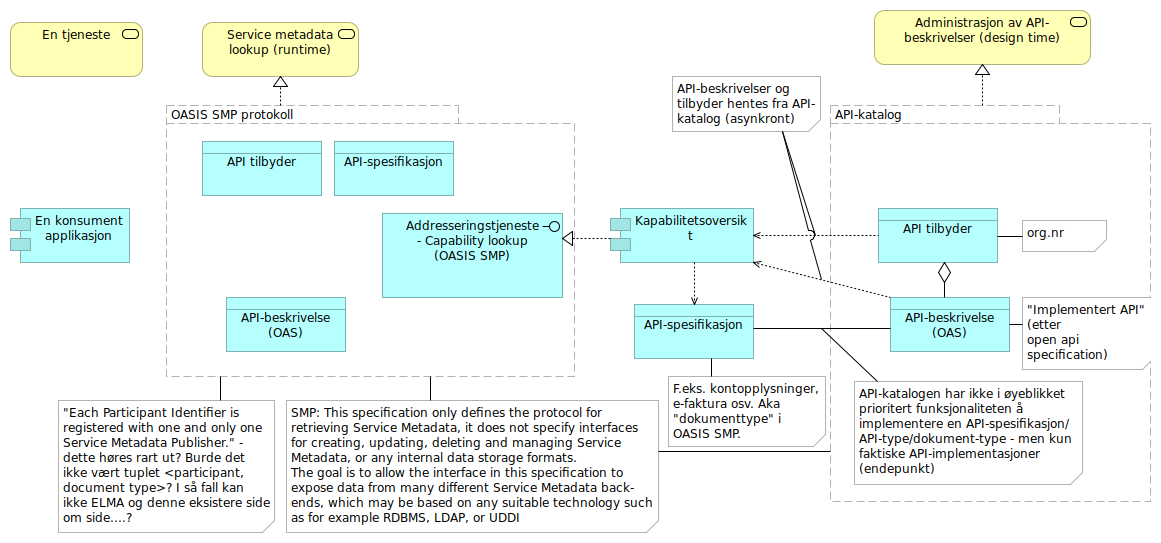 En tjeneste
Service metadata
lookup (runtime)
Administrasjon av API-
beskrivelser (design time)
API-beskrivelser og
tilbyder hentes fra API-
katalog (asynkront)
OASIS SMP protokoll
API-katalog
API tilbyder
API-spesifikasjon
En konsument
applikasjon
Addresseringstjeneste
- Capability lookup
(OASIS SMP)
Kapabilitetsoversik
t
API tilbyder
org.nr
API-beskrivelse
(OAS)
API-spesifikasjon
API-beskrivelse
(OAS)
"Implementert API"
(etter
open api
specification)
F.eks. kontopplysninger,
e-faktura osv. Aka
"dokumenttype" i
OASIS SMP.
API-katalogen har ikke i øyeblikket
prioritert funksjonaliteten å
implementere en API-spesifikasjon/
API-type/dokument-type - men kun
faktiske API-implementasjoner
(endepunkt)
"Each Participant Identifier is
registered with one and only one
Service Metadata Publisher." -
dette høres rart ut? Burde det
ikke vært tuplet <participant,
document type>? I så fall kan
ikke ELMA og denne eksistere side
om side....?
SMP: This specification only defines the protocol for
retrieving Service Metadata, it does not specify interfaces
for creating, updating, deleting and managing Service
Metadata, or any internal data storage formats.
The goal is to allow the interface in this specification to
expose data from many different Service Metadata back-
ends, which may be based on any suitable technology such
as for example RDBMS, LDAP, or UDDI